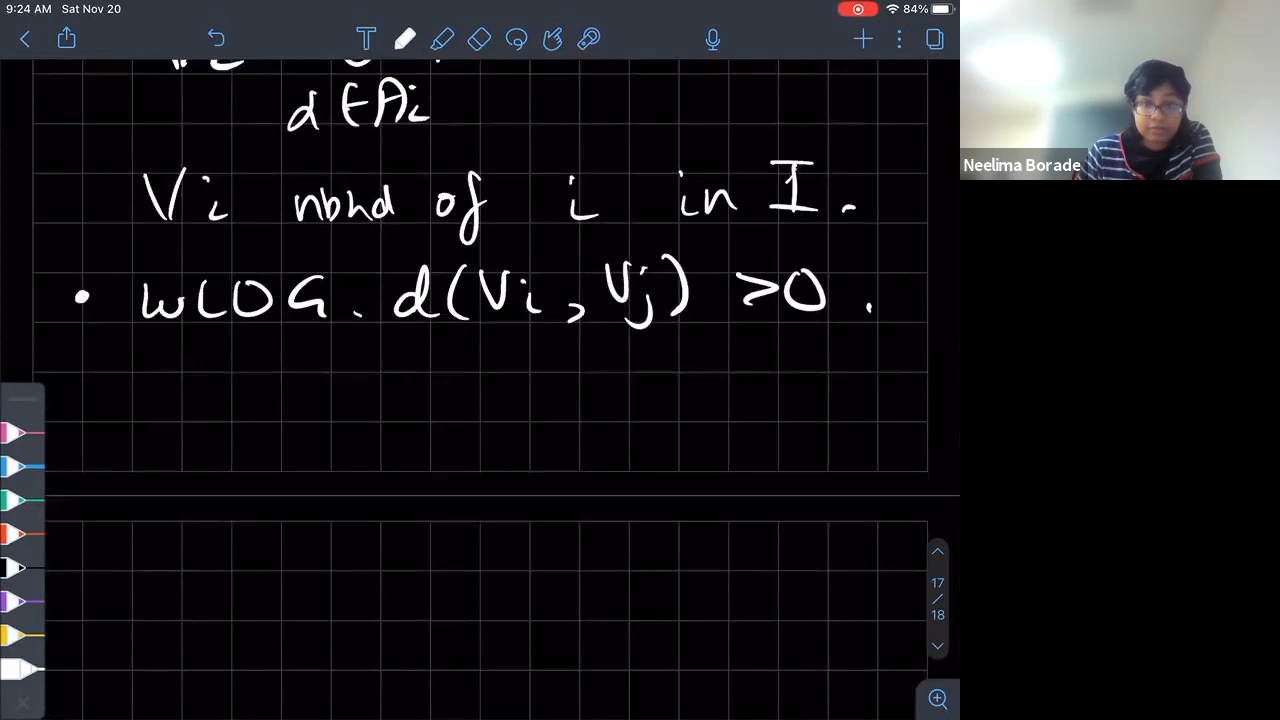 9:24 AM Sat Nov 20
84%
α ∈ Ai
Vi nbhd of i in I.
• WLOG. d(Vi, Vj) >0.
17
/
18
Neelima Borade